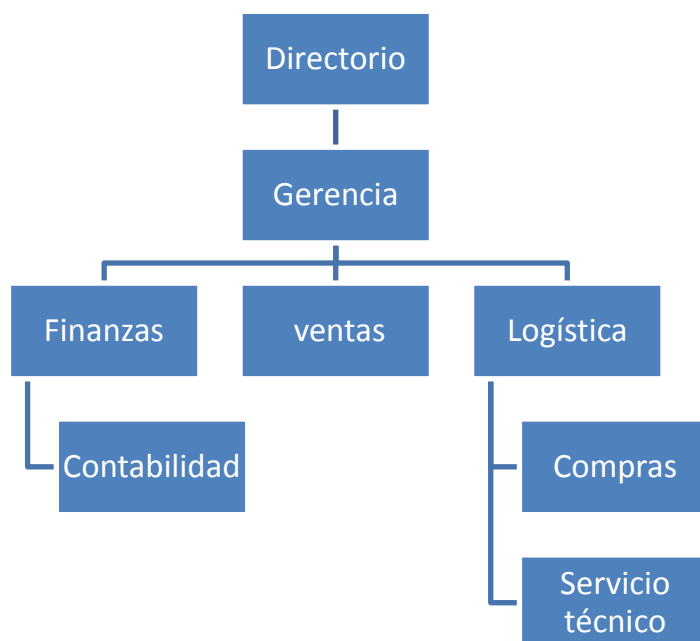 Directorio
Gerencia
Finanzas
ventas
Logística
Contabilidad
Compras
Servicio
técnico